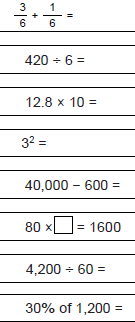 3/6 + 1/6 =
420 ÷ 6 =
12.8 × 10 =
3² =
40,000 − 600 =
80 × □ = 1600
4,200 ÷ 60 =
30% of 1,200 =